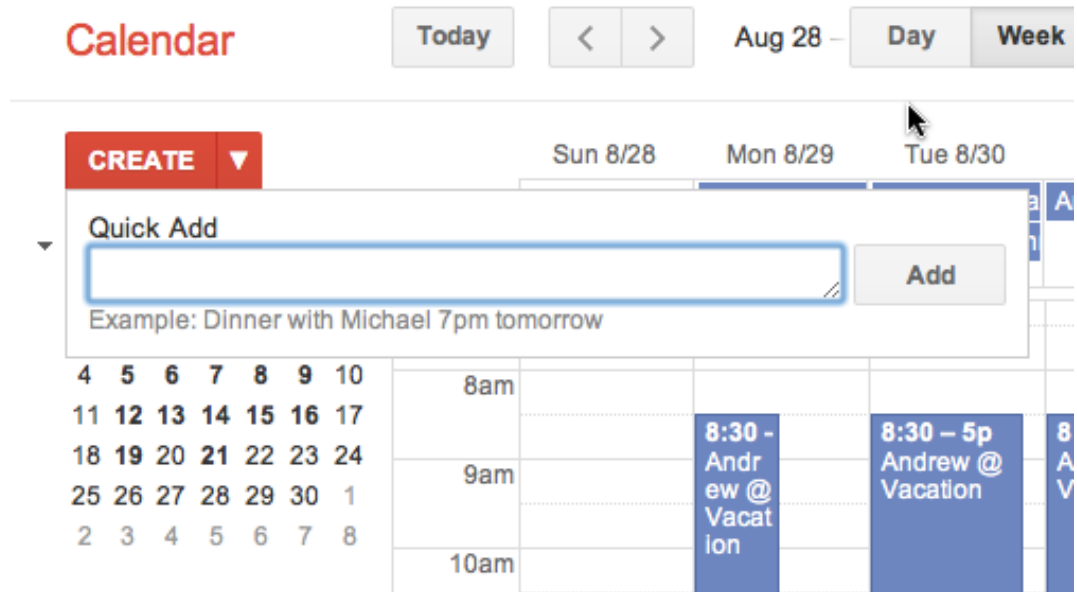 Calendar
Today
Aug 28 –
Day
Week
CREATE
Sun 8/28
Mon 8/29
Tue 8/30
Quick Add
Add
Example: Dinner with Michael 7pm tomorrow
4 5 6 7 8 9 10
11 12 13 14 15 16 17
18 19 20 21 22 23 24
25 26 27 28 29 30 1
2 3 4 5 6 7 8
8am
9am
10am
8:30 -
Andr
ew @
Vacat
ion
8:30 – 5p
Andrew @
Vacation
8
A
V